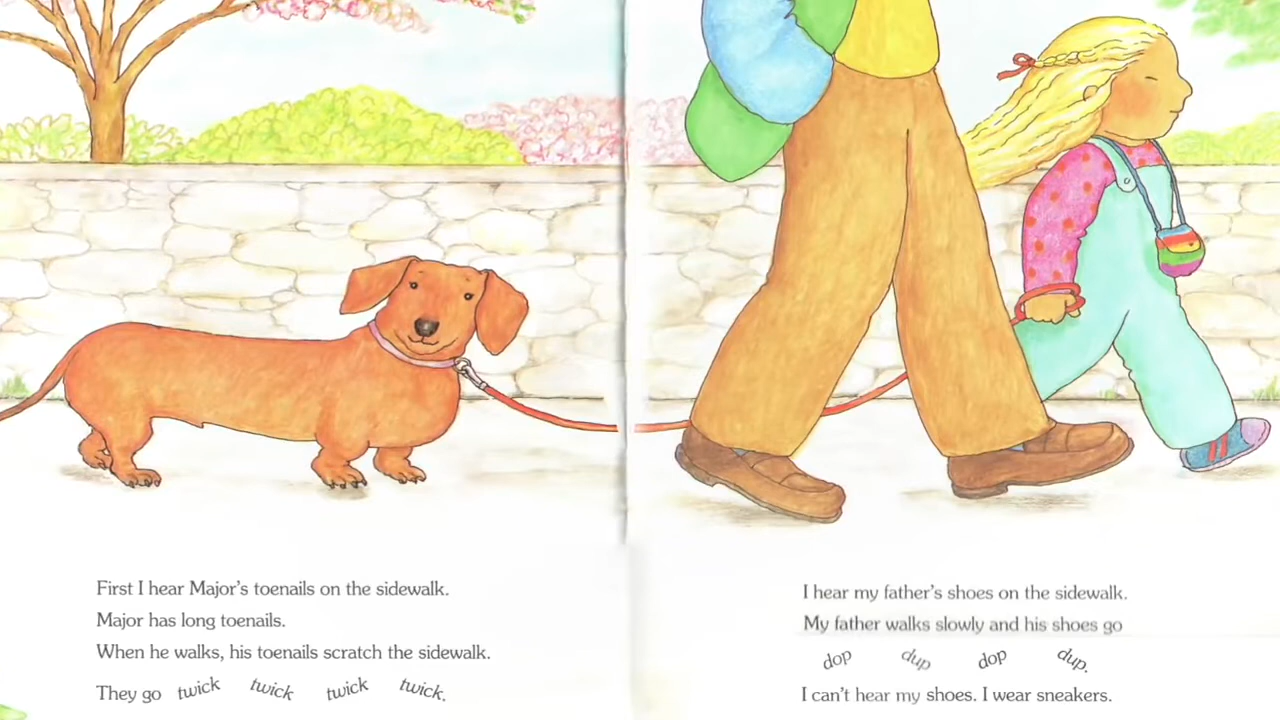 First I hear Major's toenails on the sidewalk.
Major has long toenails.
When he walks, his toenails scratch the sidewalk.
They go twick twick twick twick.
I hear my father's shoes on the sidewalk.
My father walks slowly and his shoes go
dop dup dop dup.
I can't hear my shoes. I wear sneakers.